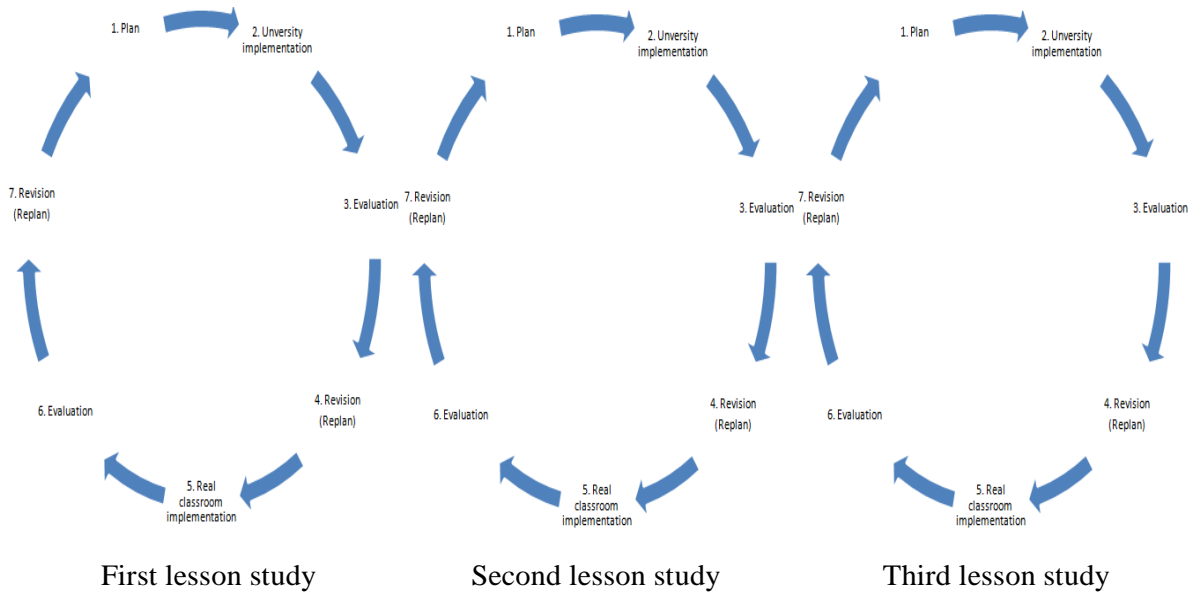 1. Plan
2. Unversity
implementation
3. Evaluation
4. Revision
(Replan)
5. Real
classroom
implementation
6. Evaluation
7. Revision
(Replan)
First lesson study
1. Plan
2. Unversity
implementation
3. Evaluation
4. Revision
(Replan)
5. Real
classroom
implementation
6. Evaluation
7. Revision
(Replan)
Second lesson study
1. Plan
2. Unversity
implementation
3. Evaluation
4. Revision
(Replan)
5. Real
classroom
implementation
6. Evaluation
7. Revision
(Replan)
Third lesson study